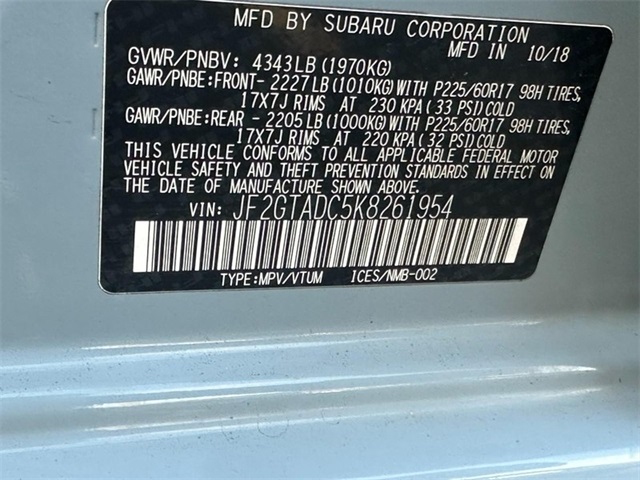 MFD BY SUBARU CORPORATION
MFD IN 10/18
GVWR/PNBV: 4343LB (1970KG)
GAWR/PNBE:FRONT- 2227LB (1010KG) WITH P225/60R17 98H TIRES,
17X7J RIMS AT 230 KPA ( 33 PSI) COLD
GAWR/PNBE:REAR - 2205LB (1000KG) WITH P225/60R17 98H TIRES,
17X7J RIMS AT 220 KPA ( 32 PSI) COLD
THIS VEHICLE CONFORMS TO ALL APPLICABLE FEDERAL MOTOR
VEHICLE SAFETY AND THEFT PREVENTION STANDARDS IN EFFECT
ON THE DATE OF MANUFACTURE SHOWN ABOVE.
VIN: JF2GTADC5K8261954
TYPE:MPV/VTUM ICES/NMB-002